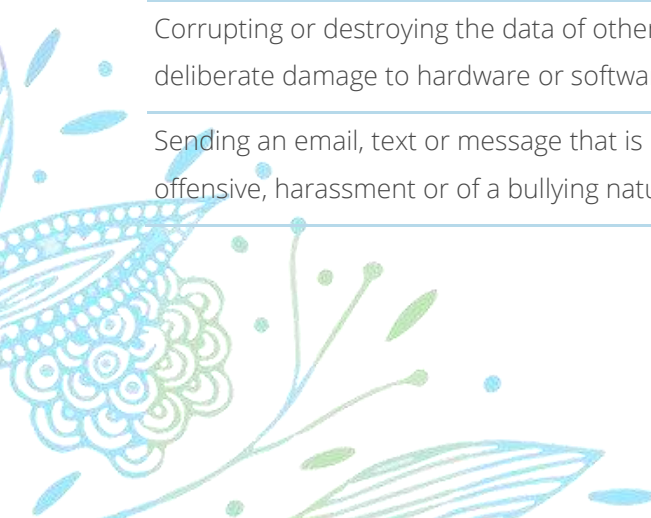 Corrupting or destroying the data of other
deliberate damage to hardware or
Sending an email, text or message that is
offensive, harassment or of a bullying